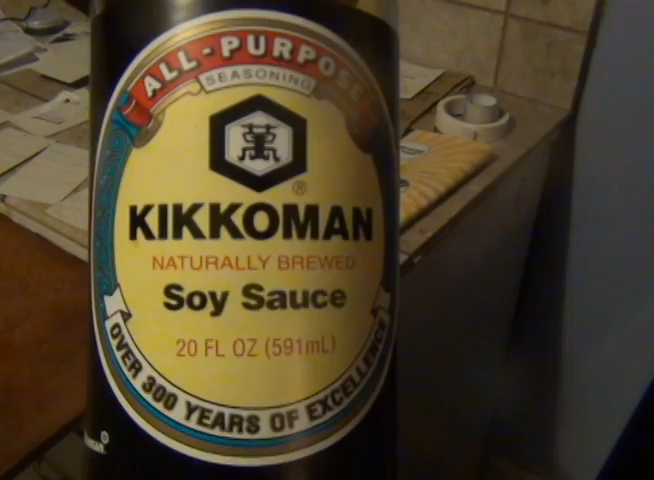 ALL-PURPOSE
SEASONING
®
KIKKOMAN
NATURALLY BREWED
Soy Sauce
20 FL OZ (591mL)
OVER 300 YEARS OF EXCELLENCE